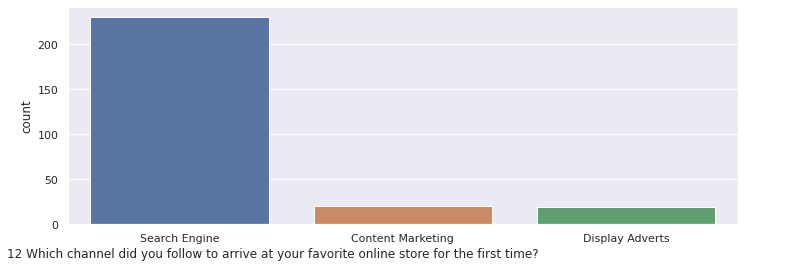 200
150
100
50
0
count
Search Engine Content Marketing Display Adverts
12 Which channel did you follow to arrive at your favorite online store for the first time?